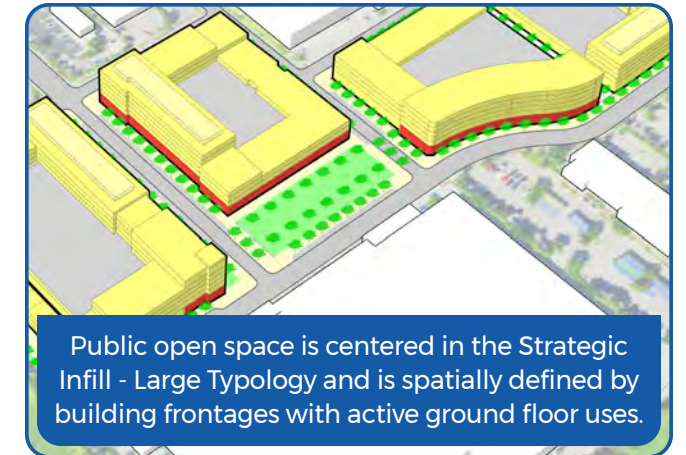 Public open space is centered in the Strategic
Infill - Large Typology and is spatially defined by
building frontages with active ground floor uses.